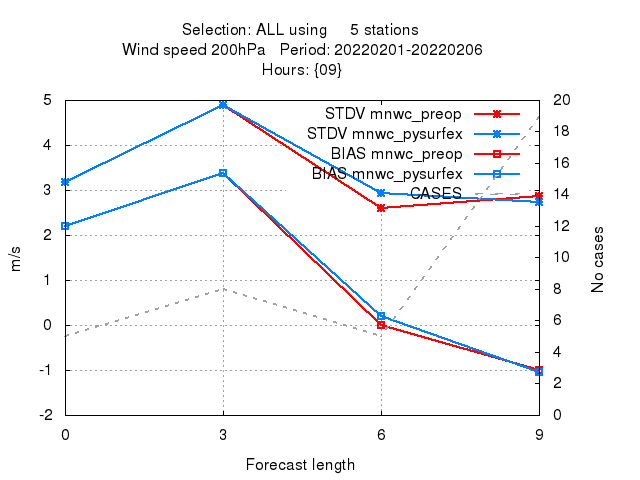 Selection: ALL using 5 stations
Wind speed 200hPa Period: 20220201-20220206
Hours: {09}
5
4
3
2
1
0
-1
-2
m/s
STDV mnwc_preop
STDV mnwc_pysurfex
BIAS mnwc_preop
BIAS mnwc_pysurfex
CASES
20
18
16
14
12
10
8
6
4
2
0
No cases
0 3 6 9
Forecast length